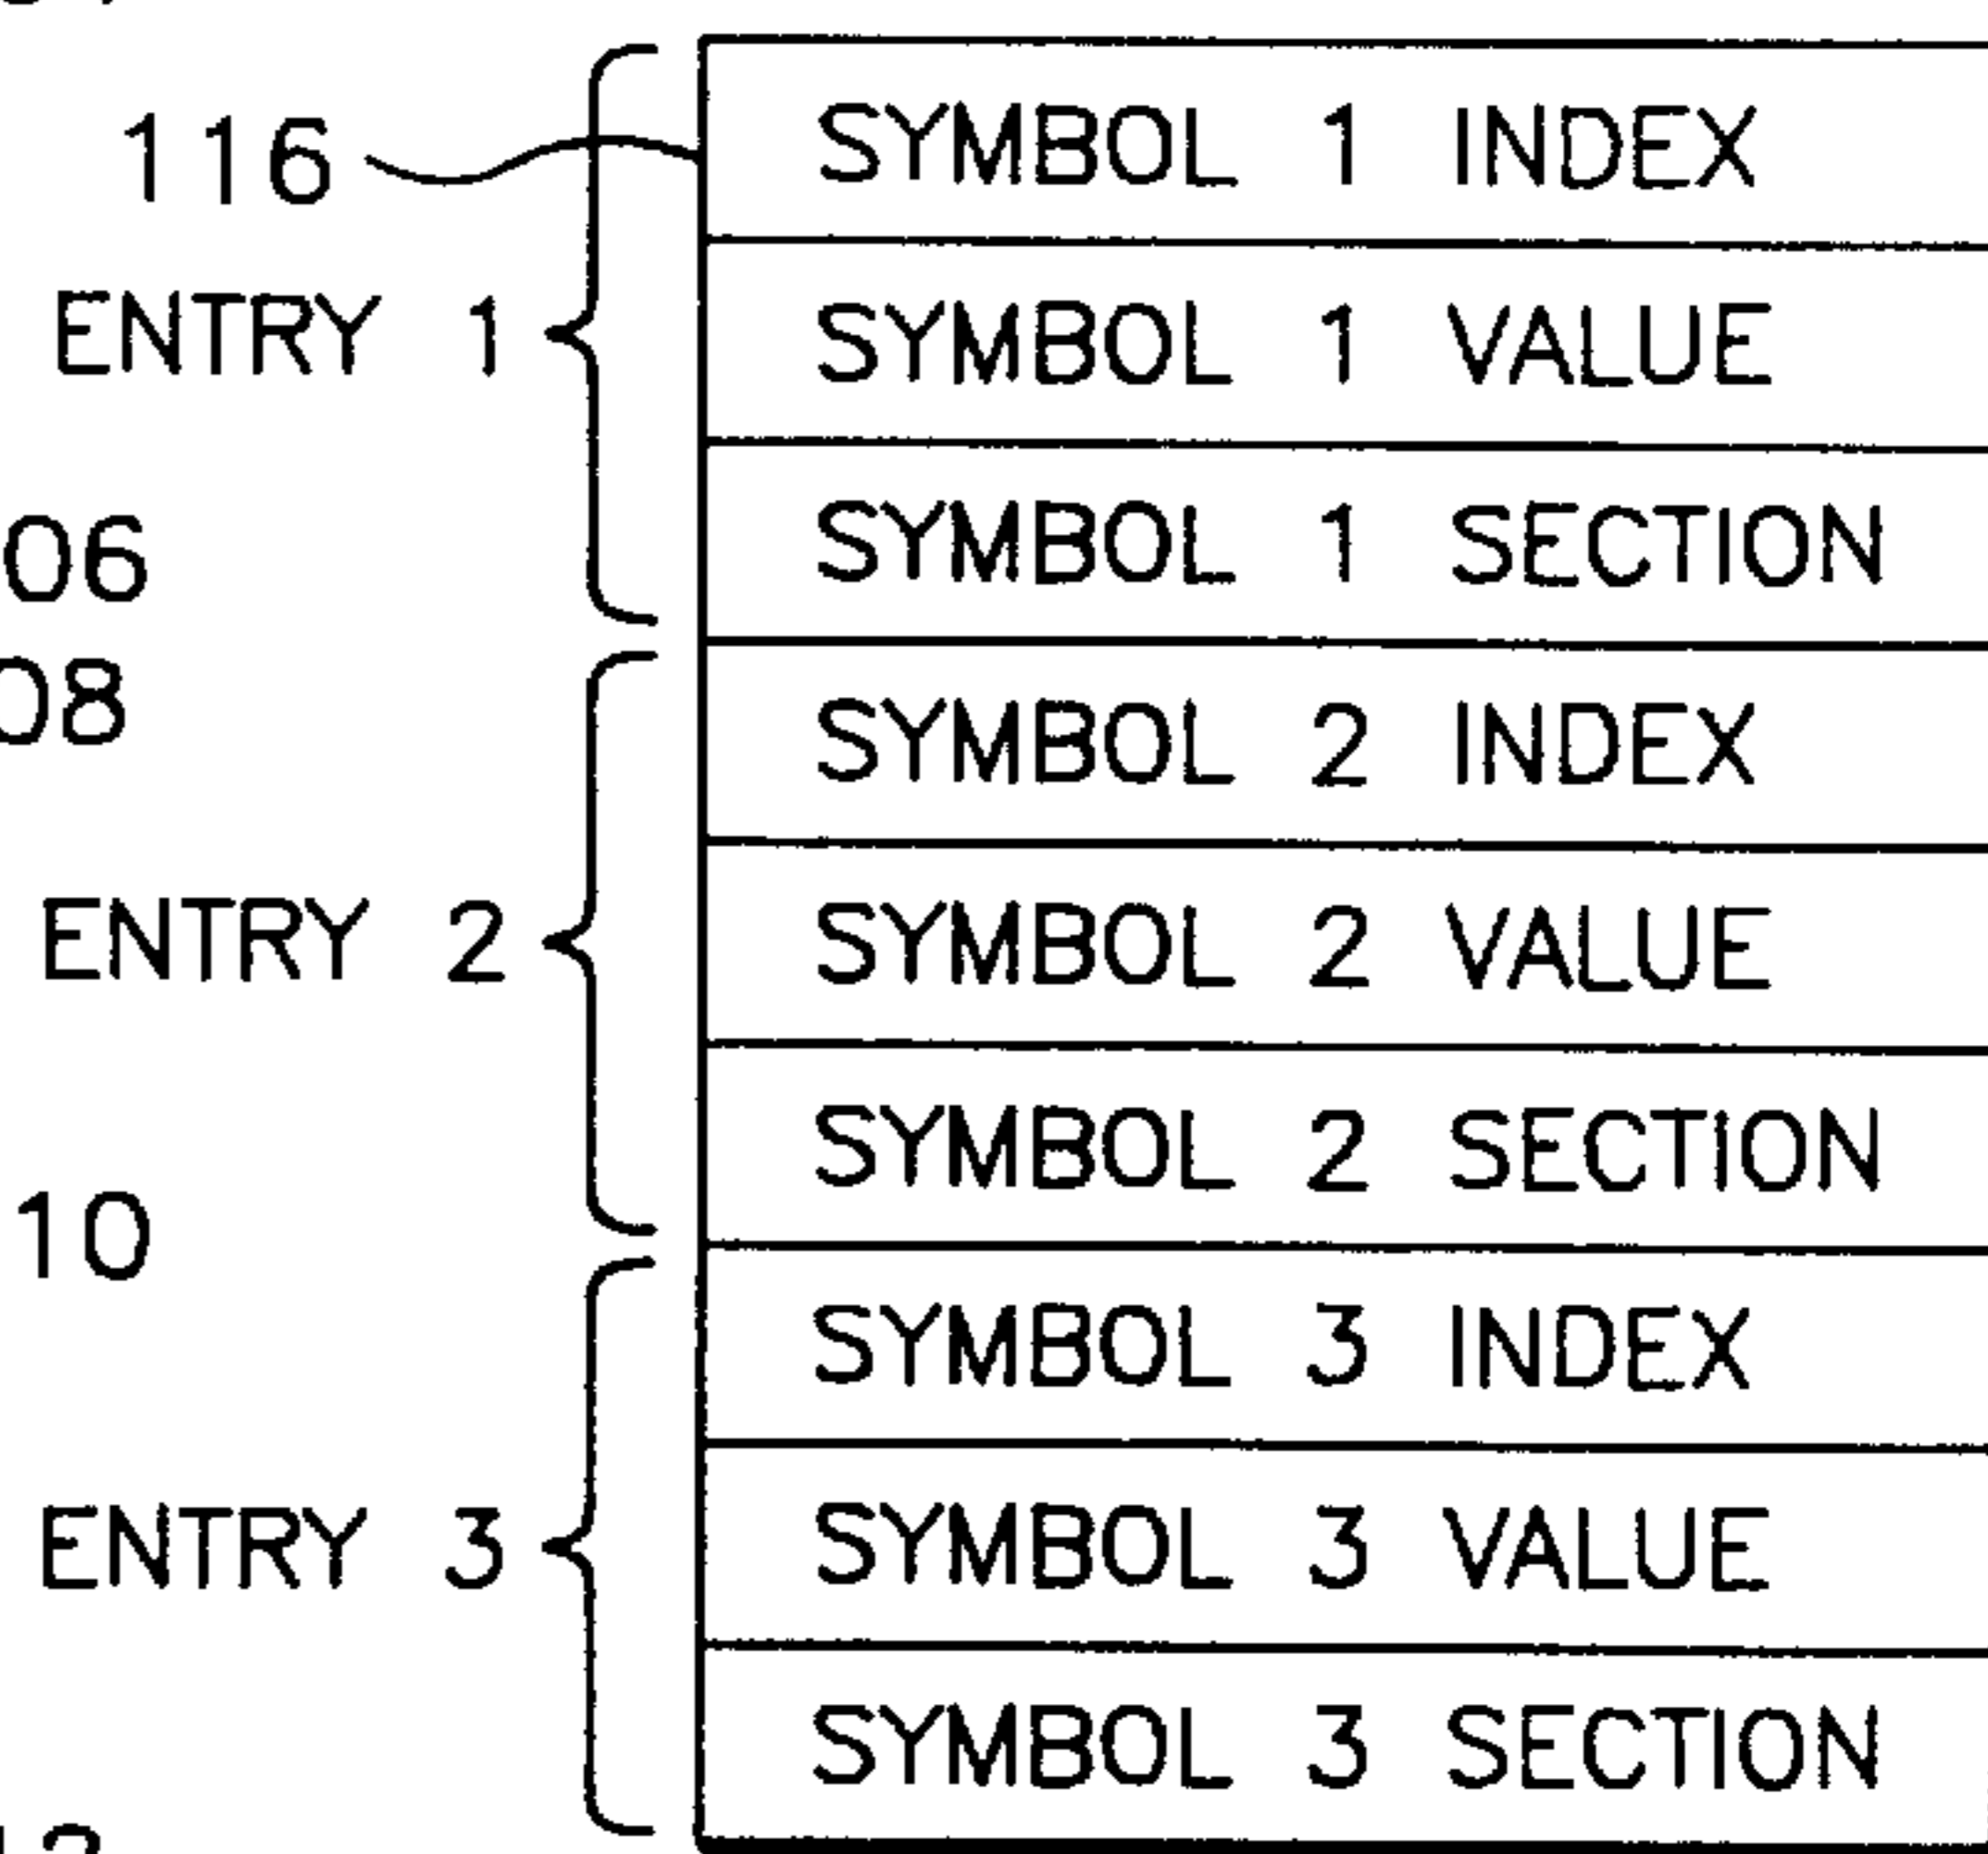 116
SYMBOL 1 INDEX
ENTRY 1
SYMBOL 1 VALUE
SYMBOL 1 SECTION
06
08
SYMBOL 2 INDEX
ENTRY 2
SYMBOL 2 VALUE
SYMBOL 2 SECTION
10
SYMBOL 3 INDEX
ENTRY 3
SYMBOL 3 VALUE
SYMBOL 3 SECTION